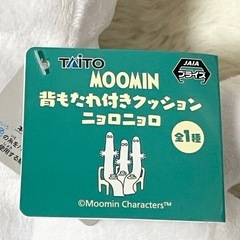 TAITO
JAIA
プライズ
MOOMIN
背もたれ付きクッション
ニョロニョロ
全1種
©Moomin Characters™